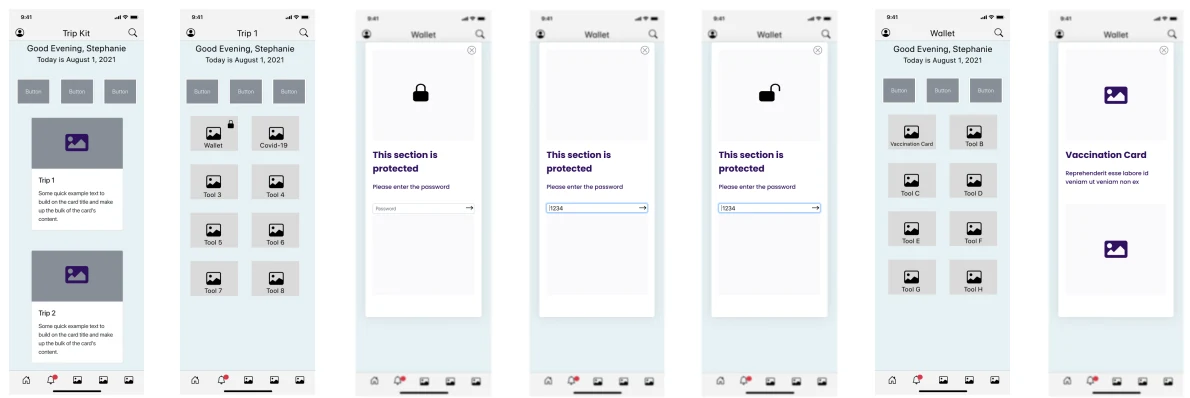 9:41
Trip Kit
Good Evening, Stephanie
Today is August 1, 2021
Button Button Button
Trip 1
Some quick example text to
build on the card title and make
up the bulk of the card's
content.
Trip 2
Some quick example text to
build on the card title and make
up the bulk of the card's
content.
9:41
Trip 1
Good Evening, Stephanie
Today is August 1, 2021
Button Button Button
Wallet Covid-19
Tool 3 Tool 4
Tool 5 Tool 6
Tool 7 Tool 8
9:41
Wallet
This section is
protected
Please enter the password
Password
9:41
Wallet
This section is
protected
Please enter the password
1234
9:41
Wallet
This section is
protected
Please enter the password
1234
9:41
Wallet
Good Evening, Stephanie
Today is August 1, 2021
Button Button Button
Vaccination Card Tool B
Tool C Tool D
Tool E Tool F
Tool G Tool H
9:41
Wallet
Vaccination Card
Reprehenderit esse labore id
veniam ut veniam non ex